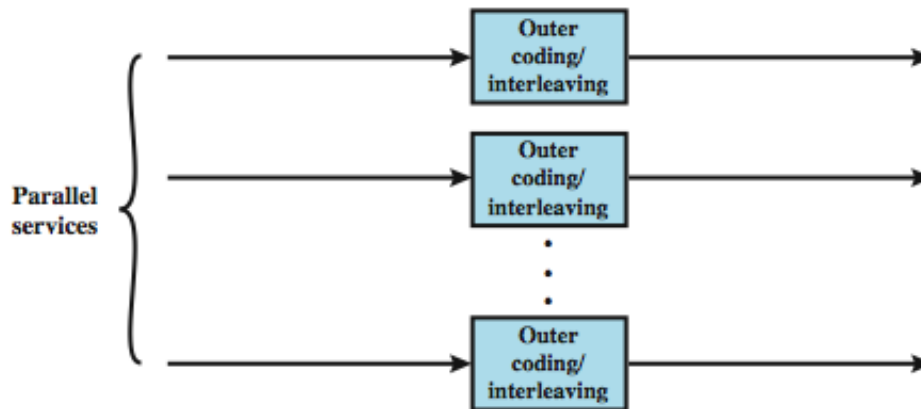 Outer
coding/
interleaving
Outer
coding/
interleaving
Parallel
services
Outer
coding/
interleaving